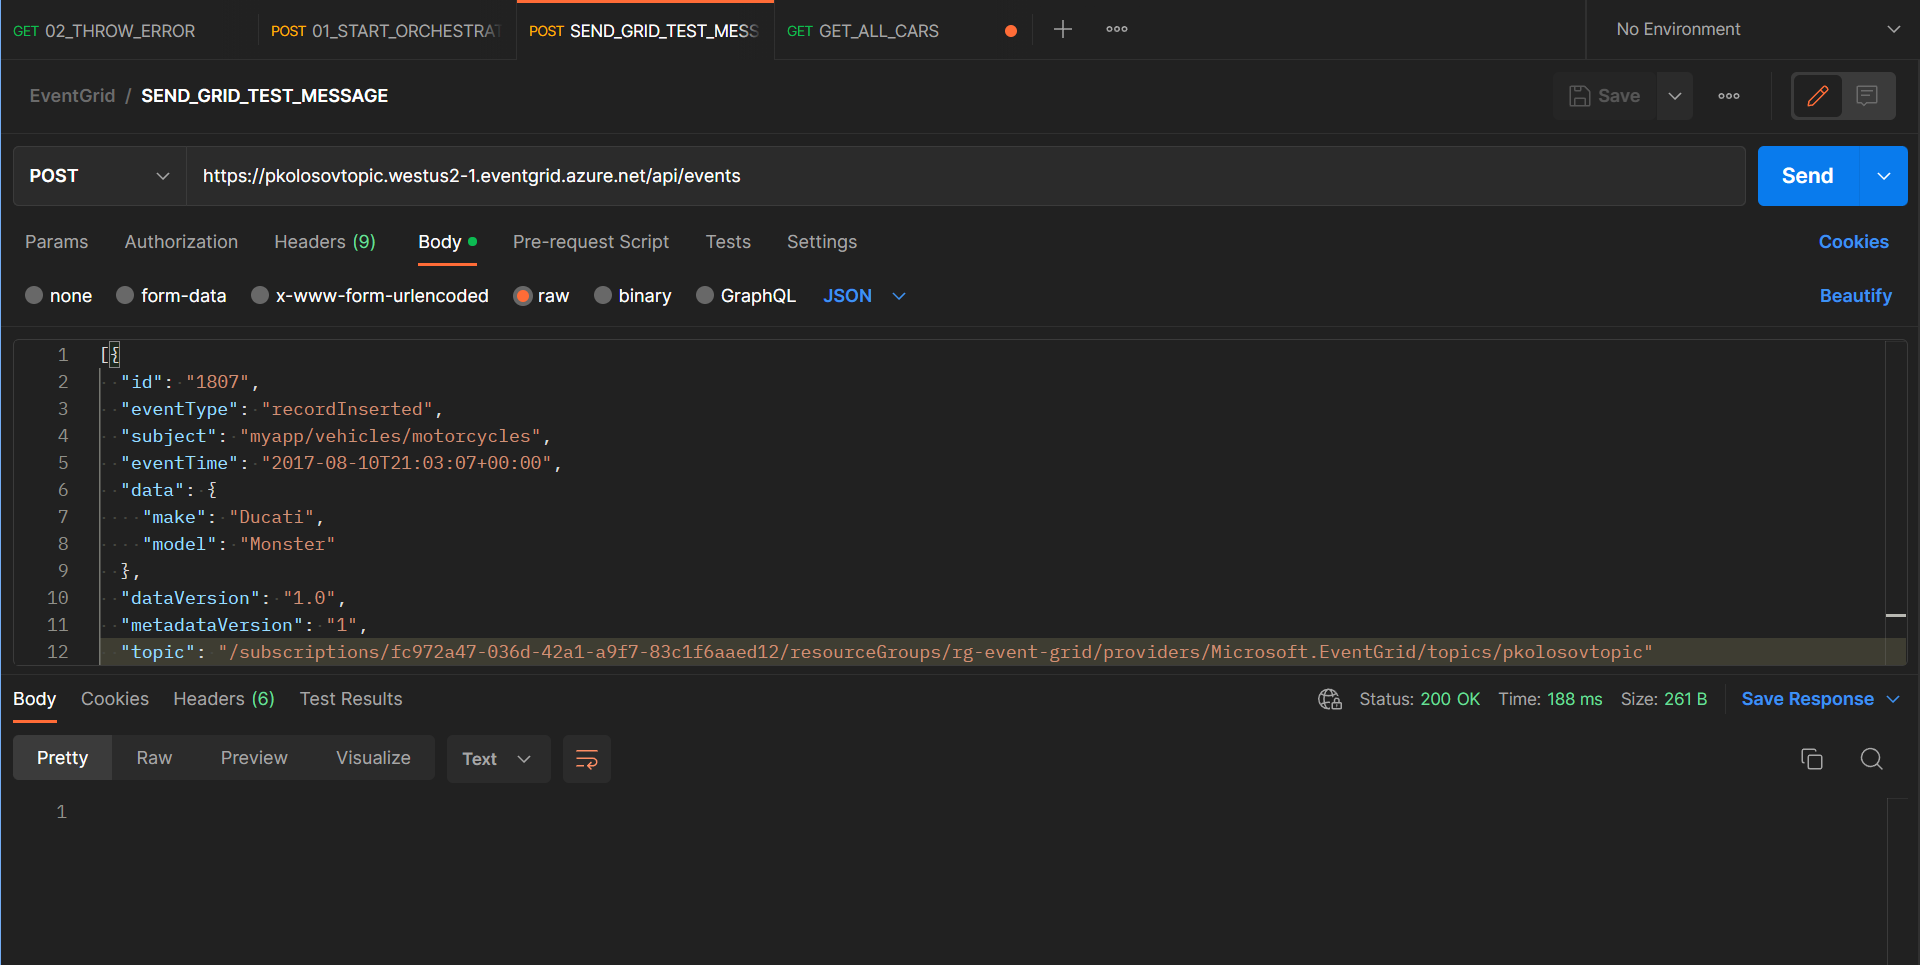 GET 02_THROW_ERROR
POST 01_START_ORCHESTRAT
POST SEND_GRID_TEST_MESS
GET GET_ALL_CARS
No Environment
EventGrid / SEND_GRID_TEST_MESSAGE
Save
POST https://pkolosovtopic.westus2-1.eventgrid.azure.net/api/events
Send
Params Authorization Headers (9) Body Pre-request Script Tests Settings Cookies
none form-data x-www-form-urlencoded raw binary GraphQL JSON Beautify
1 [{
2 "id": "1807",
3 "eventType": "recordInserted",
4 "subject": "myapp/vehicles/motorcycles",
5 "eventTime": "2017-08-10T21:03:07+00:00",
6 "data": {
7 "make": "Ducati",
8 "model": "Monster"
9 },
10 "dataVersion": "1.0",
11 "metadataVersion": "1",
12 "topic": "/subscriptions/fc972a47-036d-42a1-a9f7-83c1f6aaed12/resourceGroups/rg-event-grid/providers/Microsoft.EventGrid/topics/pkolosovtopic"
Body Cookies Headers (6) Test Results Status: 200 OK Time: 188 ms Size: 261 B Save Response
Pretty Raw Preview Visualize Text
1